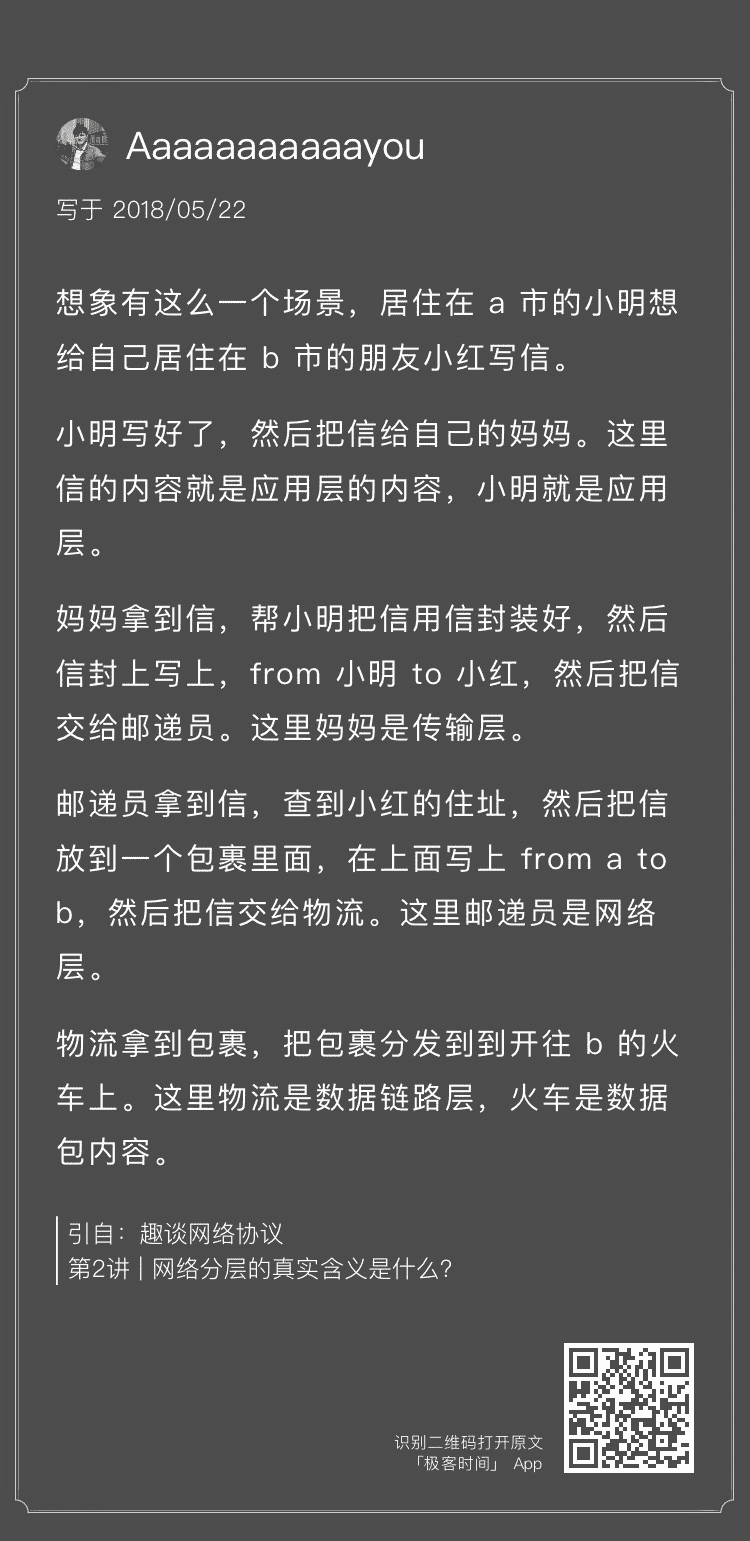 Aaaaaaaaaaayou
写于 2018/05/22
想象有这么一个场景，居住在 a 市的小明想
给自己居住在 b 市的朋友小红写信。
小明写好了，然后把信给自己的妈妈。这里
信的内容就是应用层的内容，小明就是应用
层。
妈妈拿到信，帮小明把信用信封装好，然后
信封上写上，from 小明 to 小红，然后把信
交给邮递员。这里妈妈是传输层。
邮递员拿到信，查到小红的住址，然后把信
放到一个包裹里面，在上面写上 from a to
b，然后把信交给物流。这里邮递员是网络
层。
物流拿到包裹，把包裹分发到到开往 b 的火
车上。这里物流是数据链路层，火车是数据
包内容。
引自：趣谈网络协议
第2讲 | 网络分层的真实含义是什么？
识别二维码打开原文
「极客时间」 App